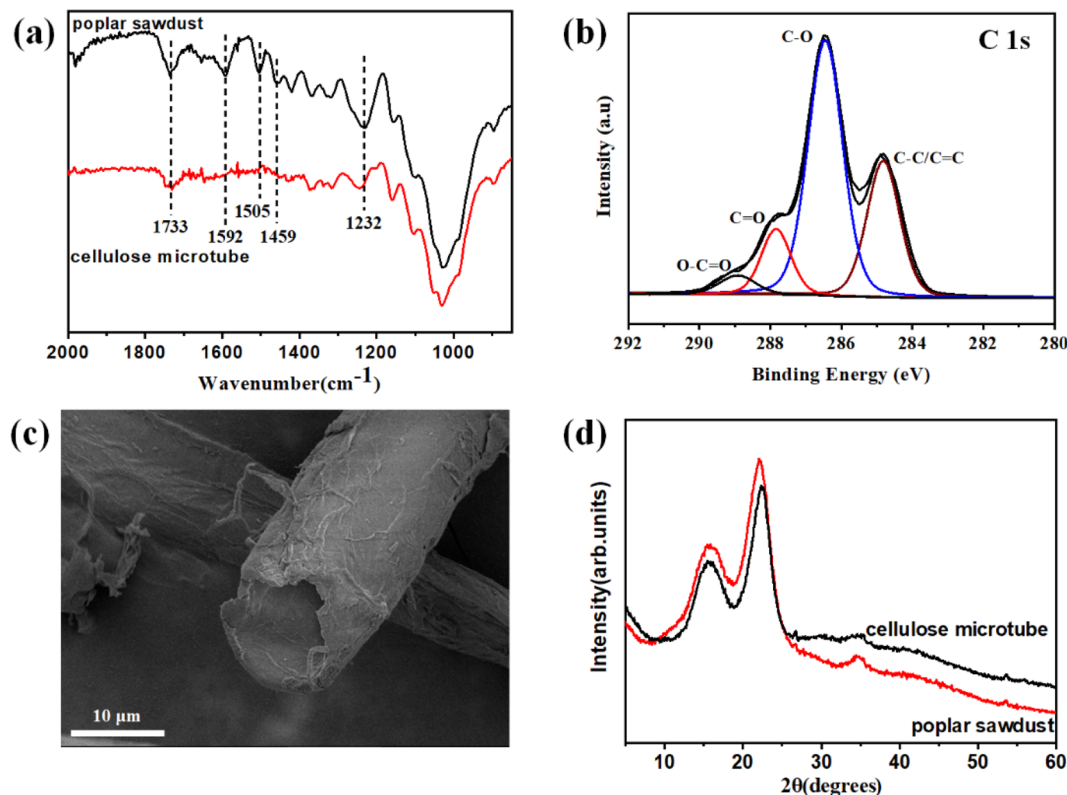 (a)
poplar sawdust
1733
1592
1505
1459
1232
cellulose microtube
2000 1800 1600 1400 1200 1000
Wavenumber(cm-1)
(b)
C 1s
C-O
C-C/C=C
C=O
O-C=O
Intensity (a.u)
292 290 288 286 284 282 280
Binding Energy (eV)
(c)
10 μm
(d)
Intensity(arb.units)
cellulose microtube
poplar sawdust
10 20 30 40 50 60
2θ(degrees)